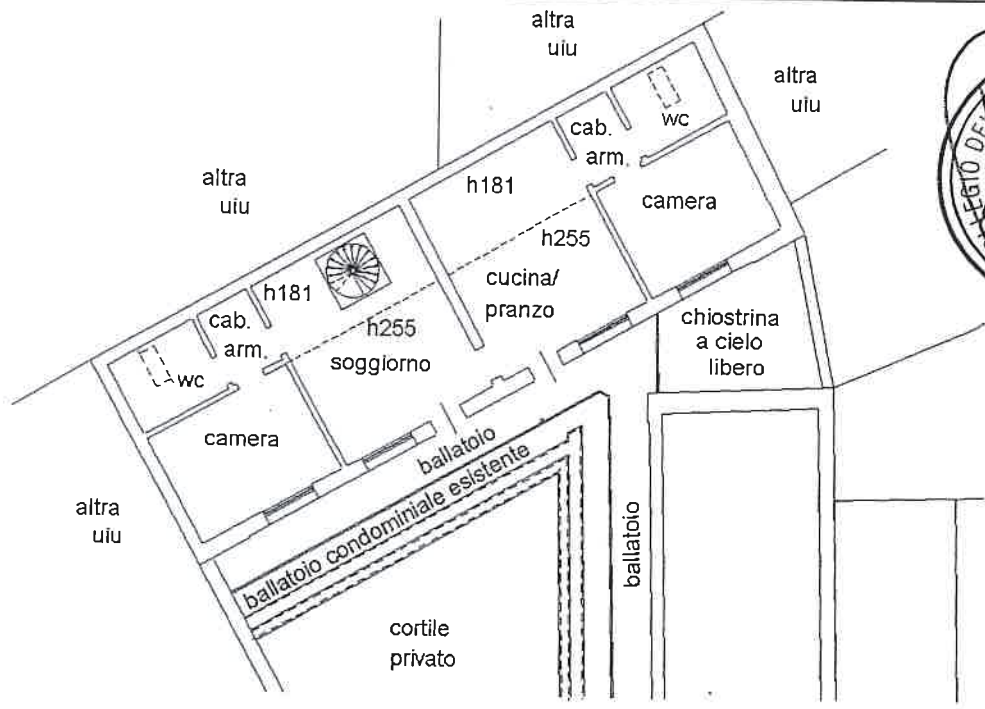 altra
uiu
altra
uiu
altra
uiu
wc
cab.
arm.
h181
camera
h255
cucina/
pranzo
h181
h255
soggiorno
cab.
arm.
wc
camera
chiostrina
a cielo
libero
ballatoio
ballatoio condominiale esistente
ballatoio
altra
uiu
cortile
privato